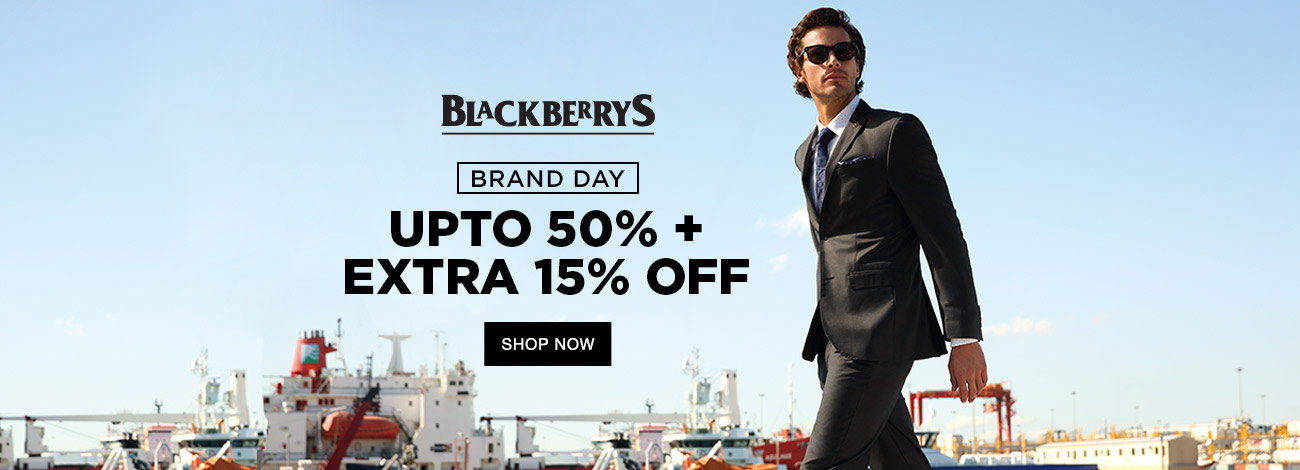 BLACKBERRYS
BRAND DAY
UPTO 50% +
EXTRA 15% OFF
SHOP NOW